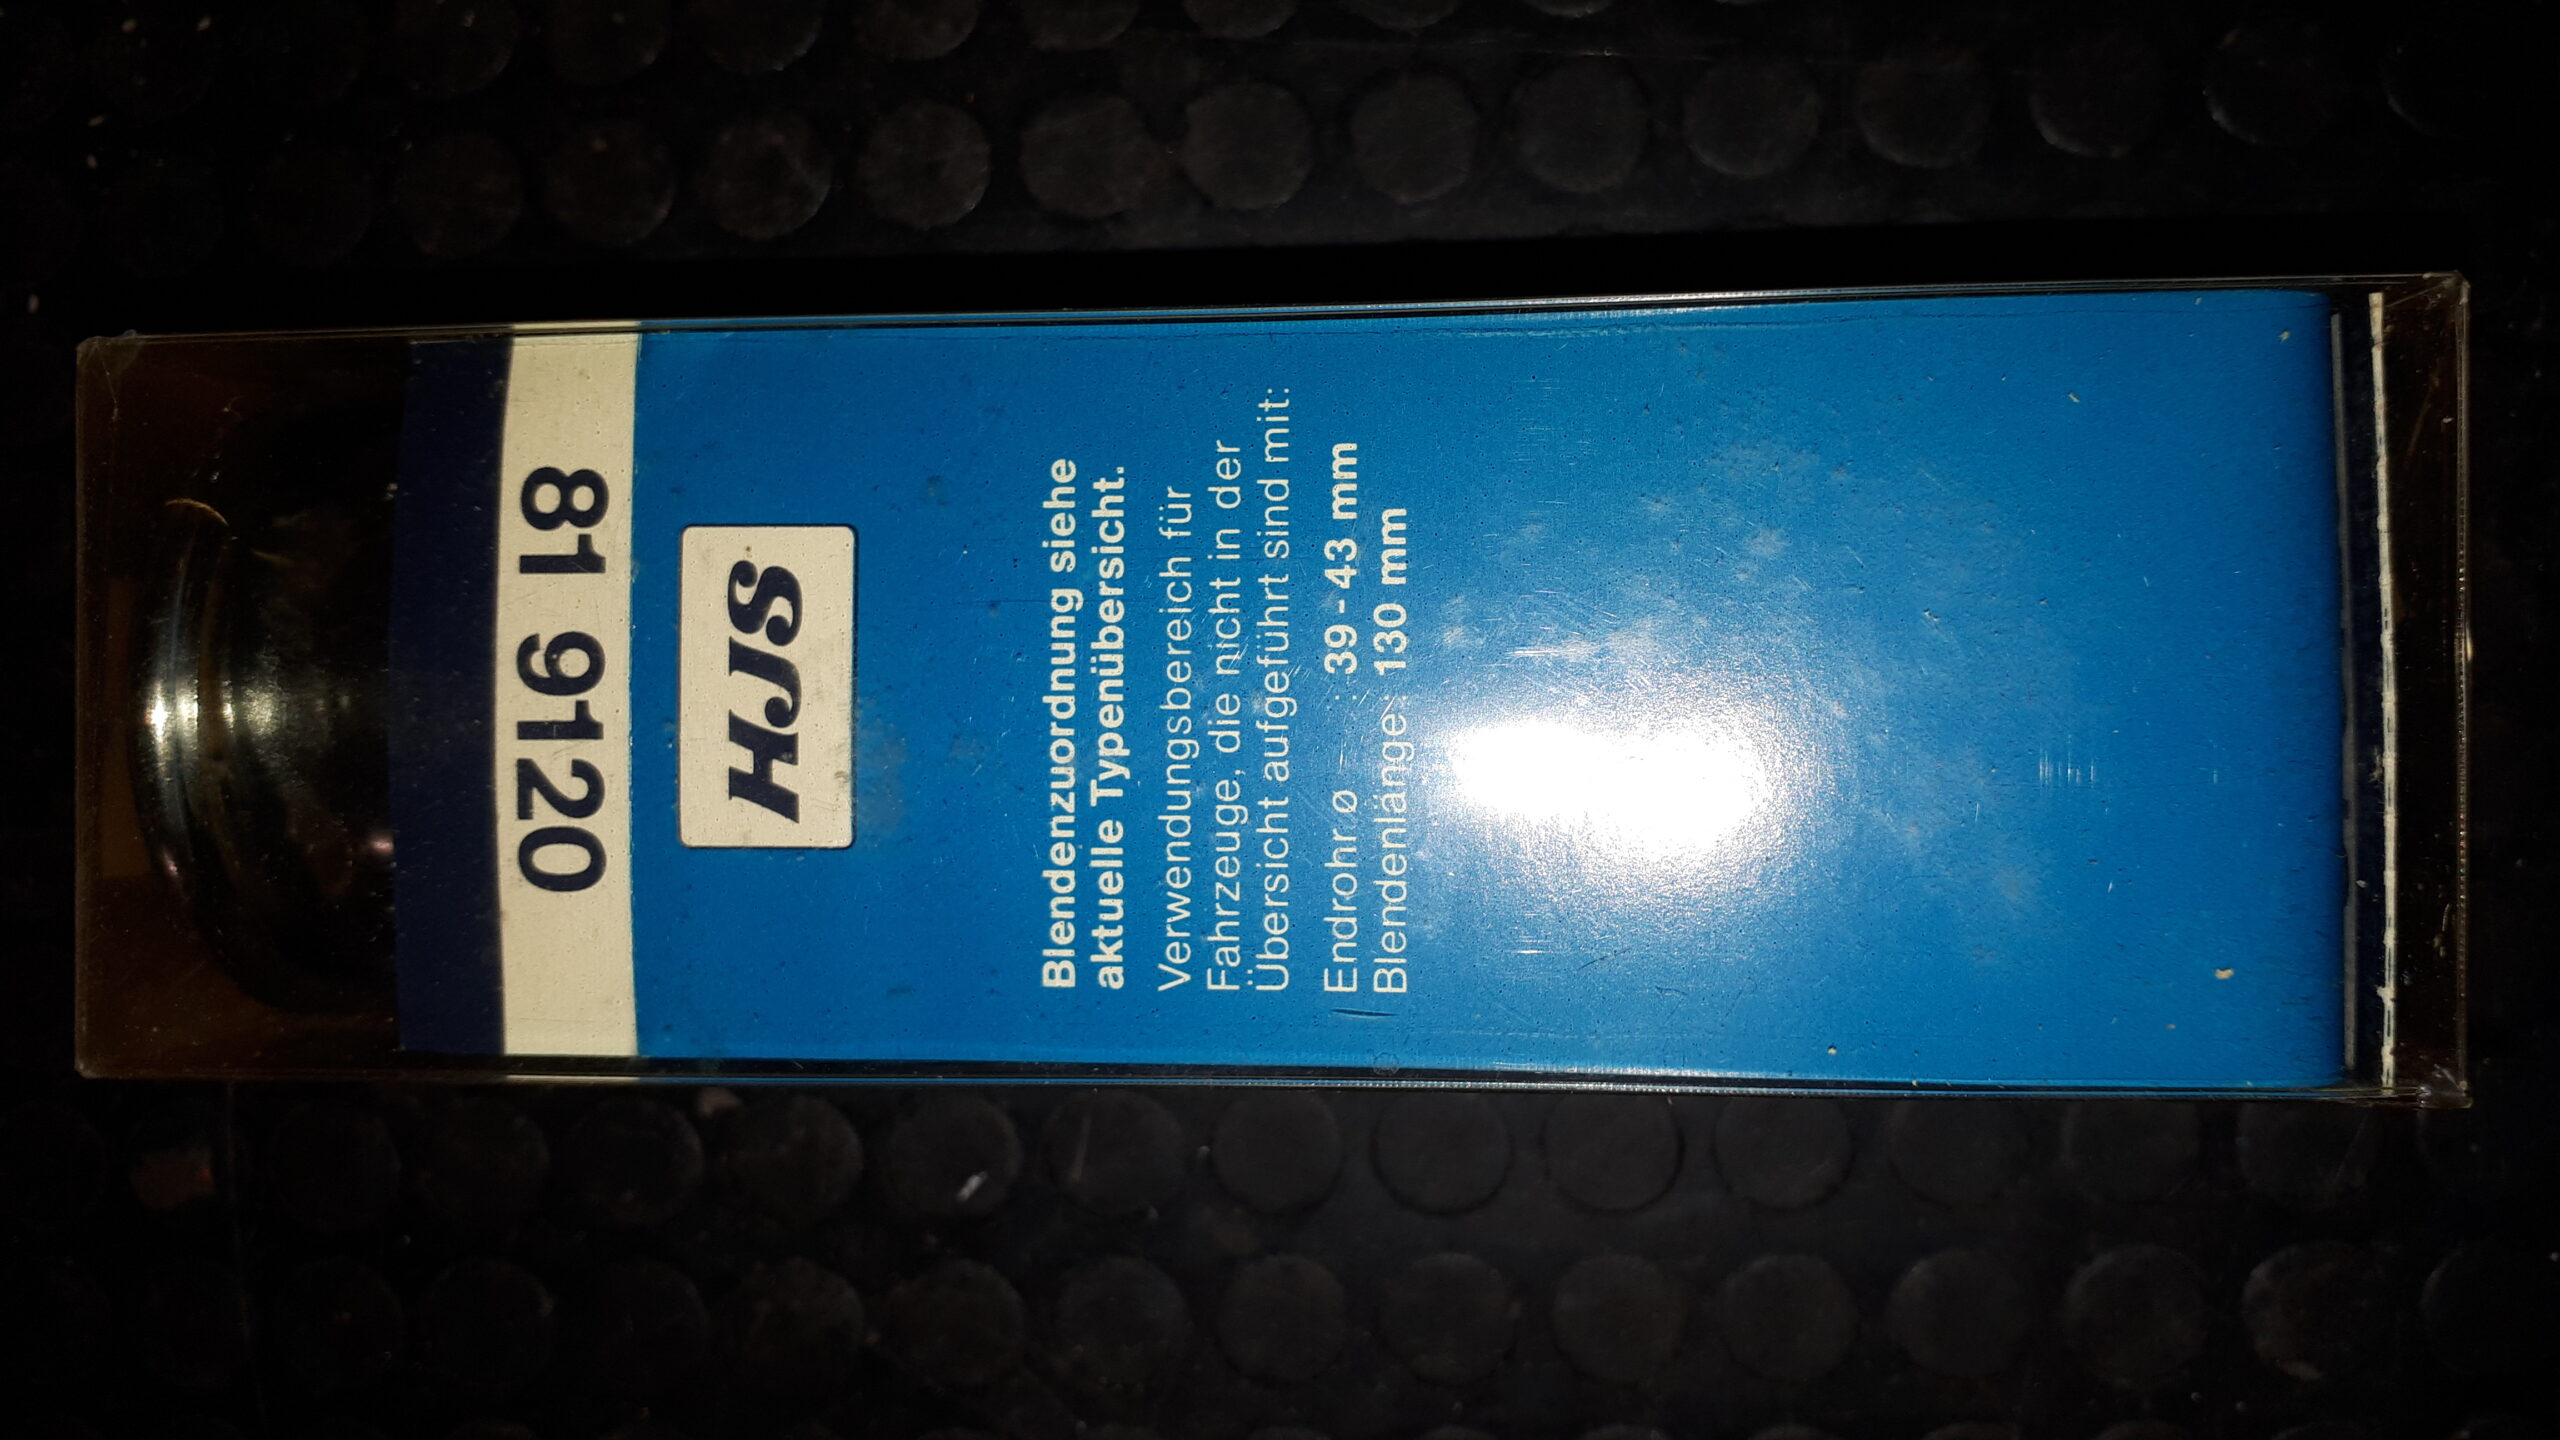 81 9120
HJS
Blendenzuordnung siehe
aktuelle Typenübersicht.
Verwendungsbereich für
Fahrzeuge, die nicht in der
Übersicht aufgeführt sind mit:
Endrohr ø : 39 - 43 mm
Blendenlänge: 130 mm